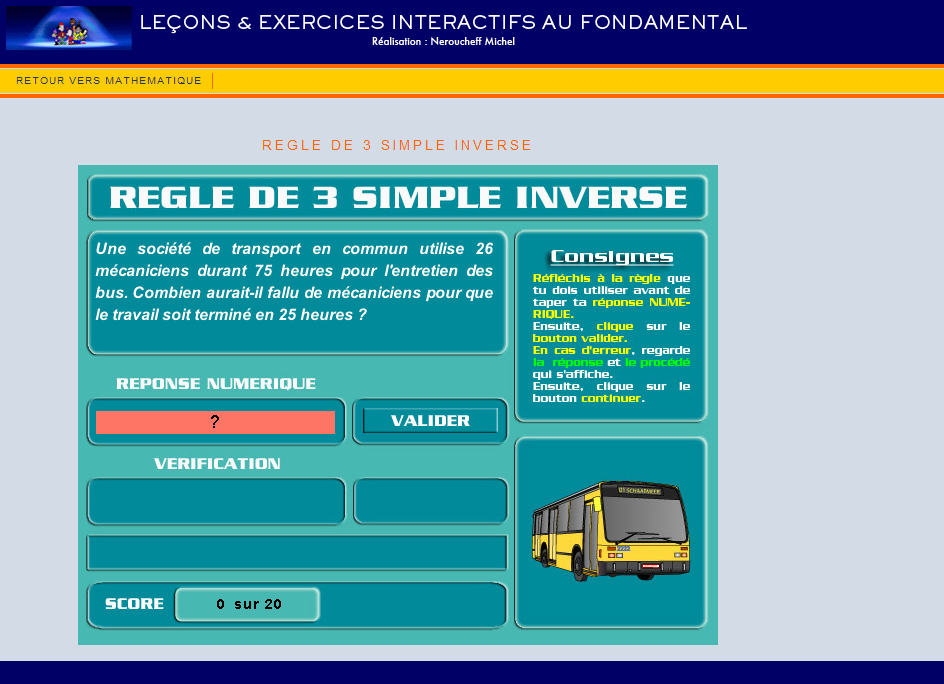 LEÇONS & EXERCICES INTERACTIFS AU FONDAMENTAL
Réalisation : Neroucheff Michel
RETOUR VERS MATHEMATIQUE
REGLE DE 3 SIMPLE INVERSE
REGLE DE 3 SIMPLE INVERSE
Une société de transport en commun utilise 26
mécaniciens durant 75 heures pour l'entretien des
bus. Combien aurait-il fallu de mécaniciens pour que
le travail soit terminé en 25 heures ?
Consignes
Réfléchis à la règle que
tu dois utiliser avant de
taper ta réponse NUME-
RIQUE.
Ensuite, clique sur le
bouton valider.
En cas d'erreur, regarde
la réponse et le procédé
qui s'affiche.
Ensuite, clique sur le
bouton continuer.
REPONSE NUMERIQUE
?
VALIDER
VERIFICATION
SCORE
0 sur 20